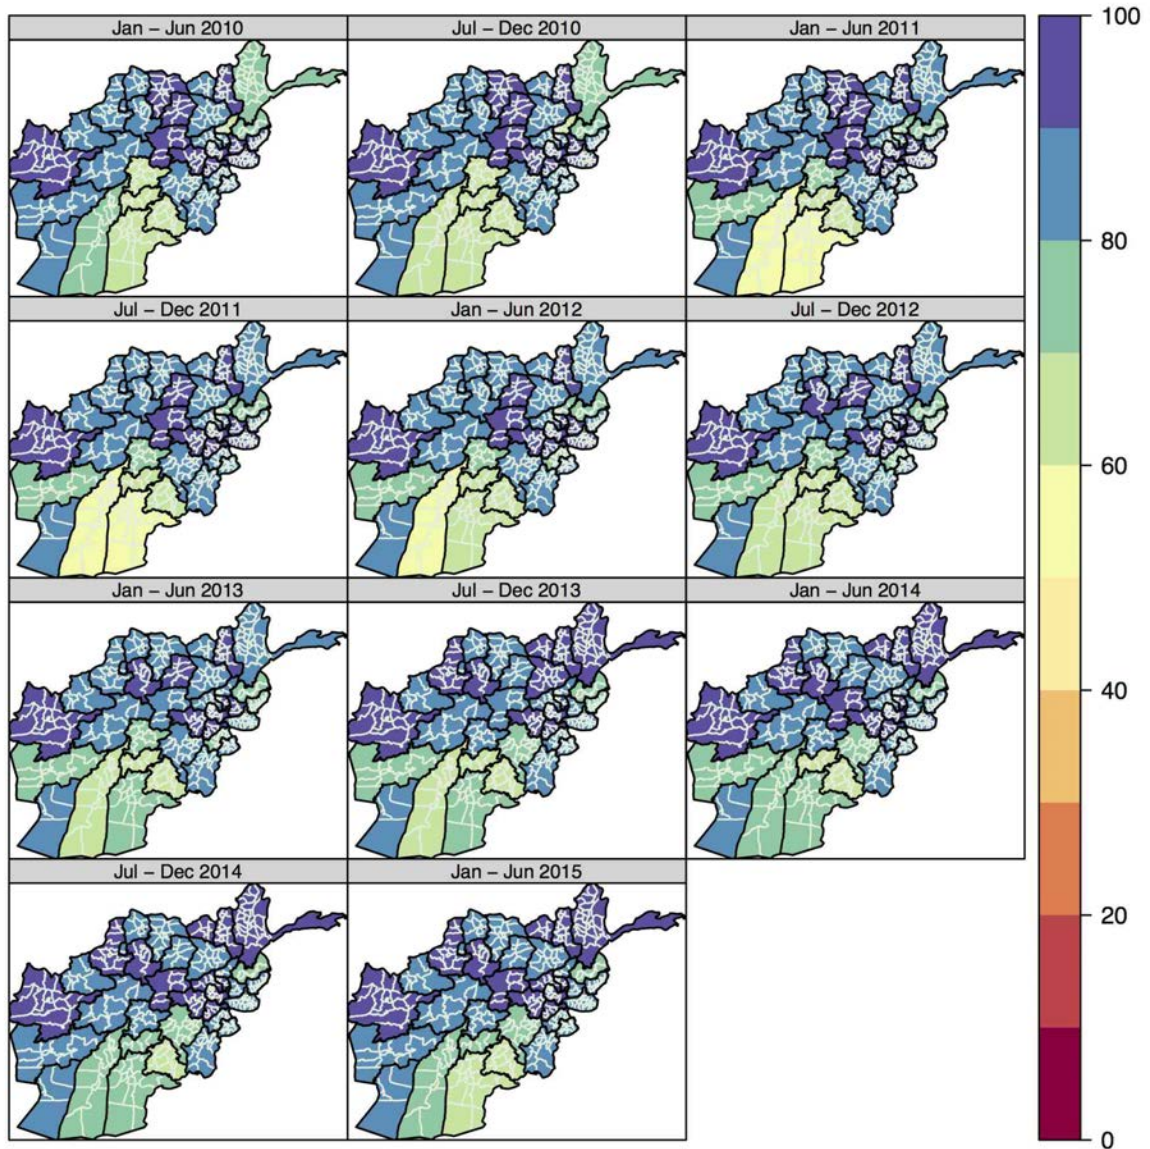 Jan – Jun 2010
Jul – Dec 2010
Jan – Jun 2011
Jul – Dec 2011
Jan – Jun 2012
Jul – Dec 2012
Jan – Jun 2013
Jul – Dec 2013
Jan – Jun 2014
Jul – Dec 2014
Jan – Jun 2015
100
80
60
40
20
0